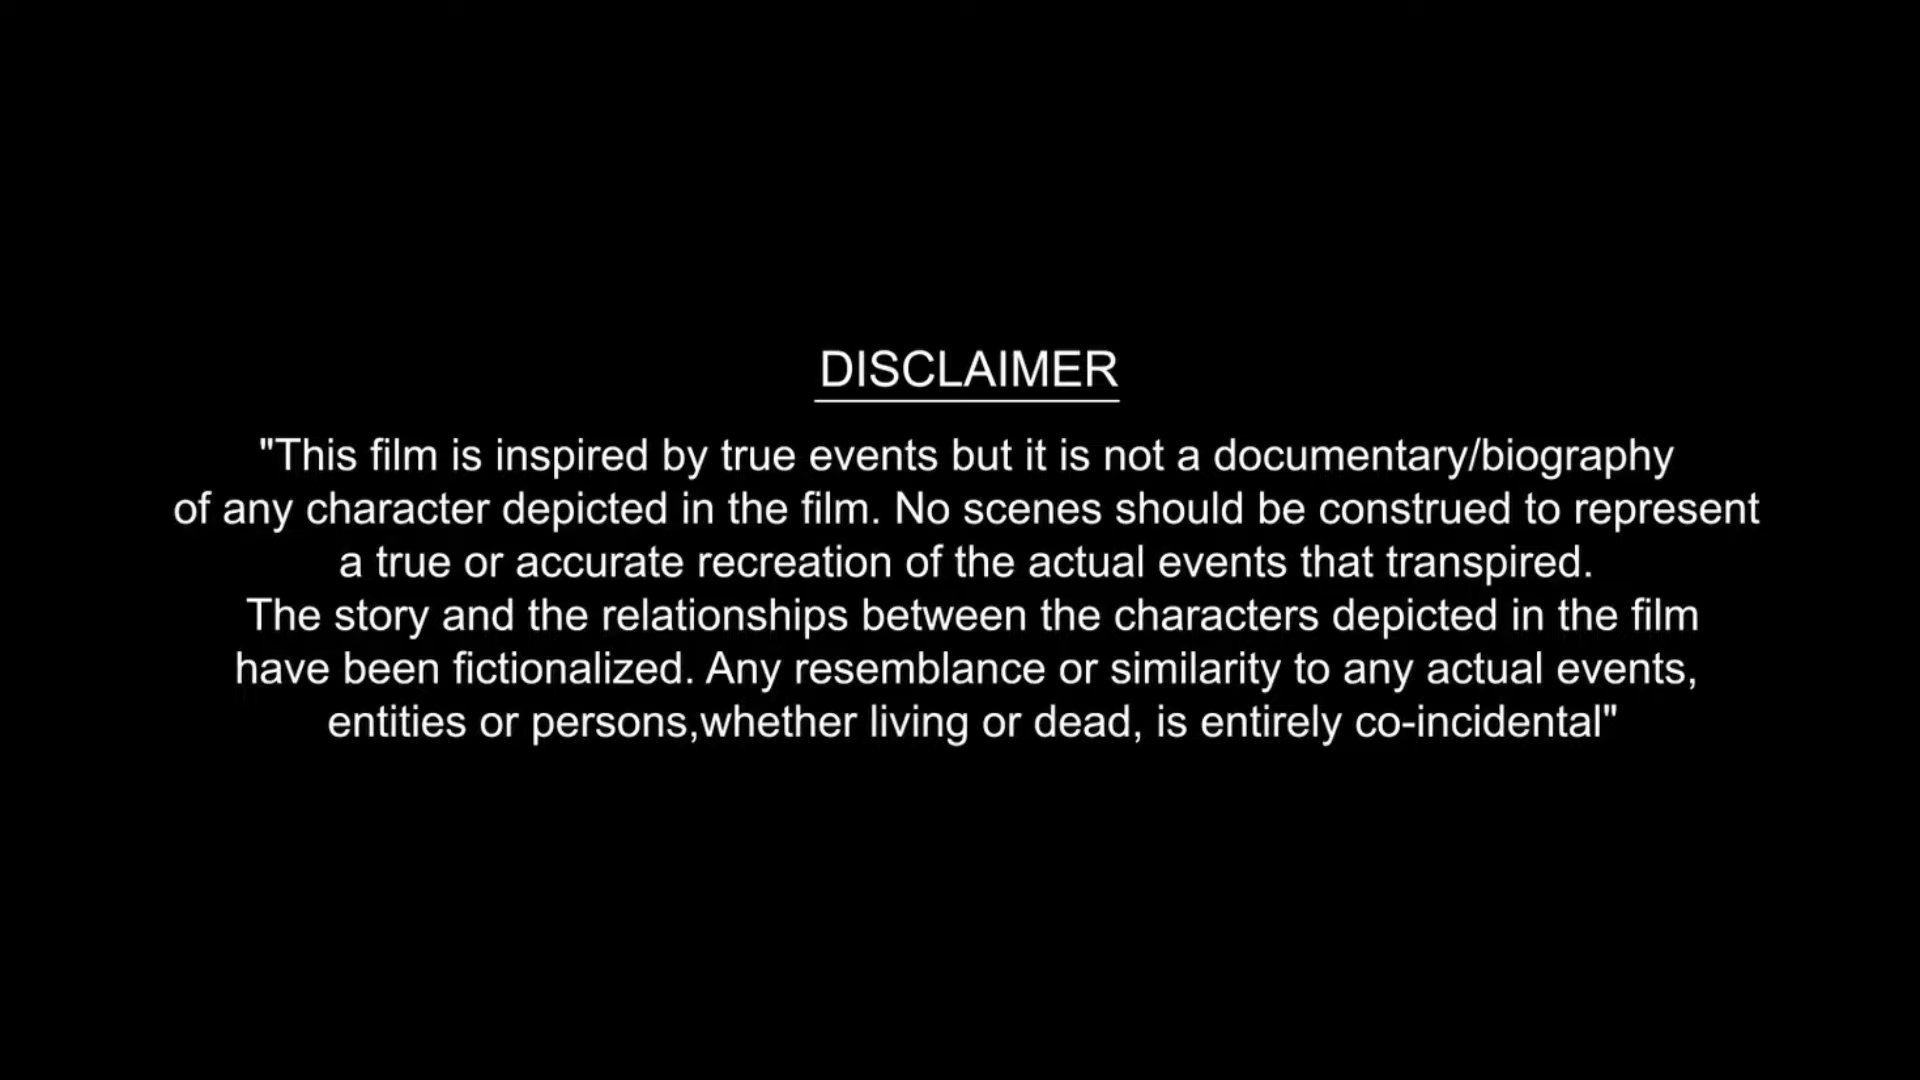 DISCLAIMER
"This film is inspired by true events but it is not a documentary/biography
of any character depicted in the film. No scenes should be construed to represent
a true or accurate recreation of the actual events that transpired.
The story and the relationships between the characters depicted in the film
have been fictionalized. Any resemblance or similarity to any actual events,
entities or persons,whether living or dead, is entirely co-incidental"